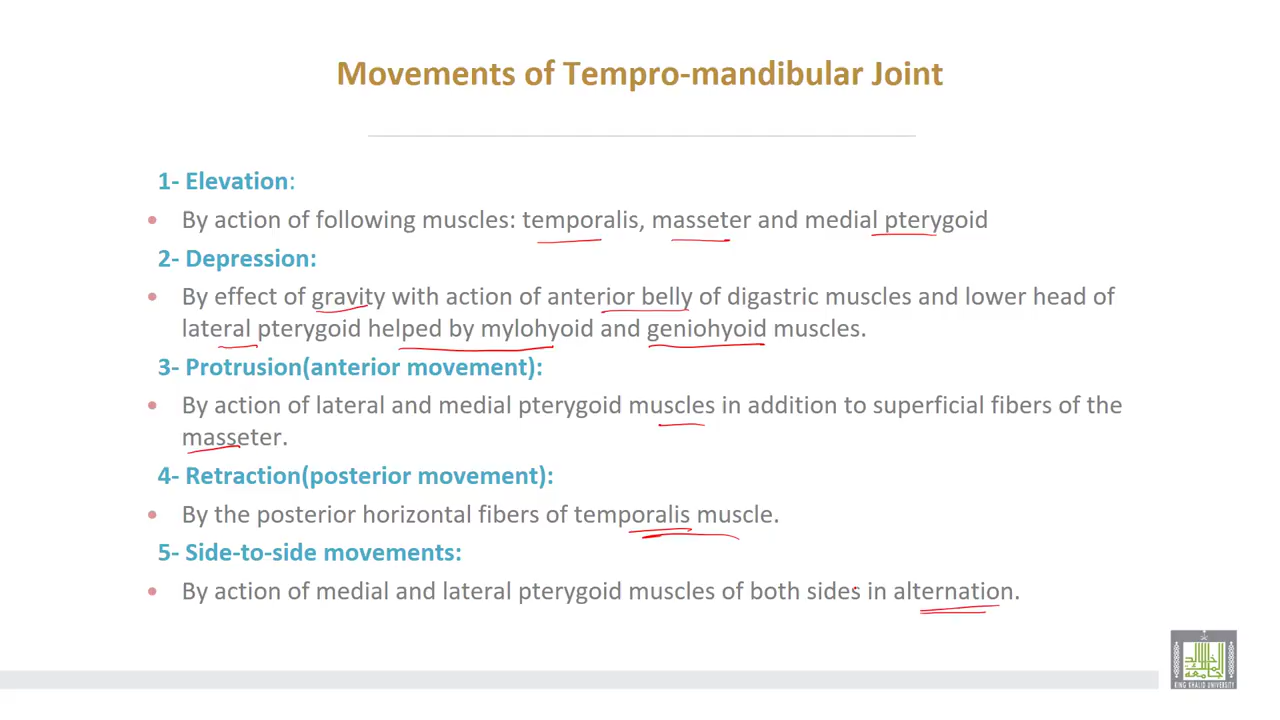 Movements of Tempro-mandibular Joint
1- Elevation:
• By action of following muscles: temporalis, masseter and medial pterygoid
2- Depression:
• By effect of gravity with action of anterior belly of digastric muscles and lower head of
lateral pterygoid helped by mylohyoid and geniohyoid muscles.
3- Protrusion(anterior movement):
• By action of lateral and medial pterygoid muscles in addition to superficial fibers of the
masseter.
4- Retraction(posterior movement):
• By the posterior horizontal fibers of temporalis muscle.
5- Side-to-side movements:
• By action of medial and lateral pterygoid muscles of both sides in alternation.
KING KHALID UNIVERSITY